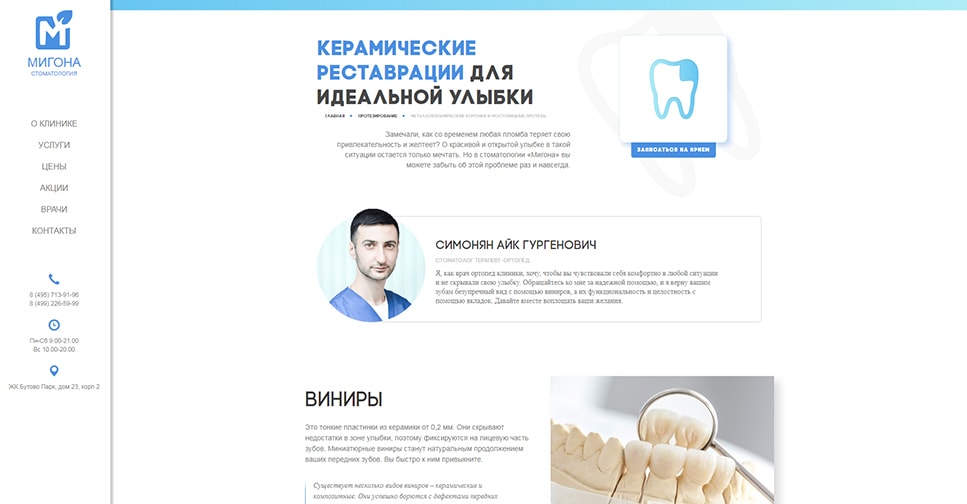 МИГОНА
СТОМАТОЛОГИЯ
О КЛИНИКЕ
УСЛУГИ
ЦЕНЫ
АКЦИИ
ВРАЧИ
КОНТАКТЫ
8 (495) 713-91-96
8 (499) 226-59-99
Пн-Сб 9.00-21.00
Вс 10.00-20.00
ЖК Бутово Парк, дом 23, корп 2
КЕРАМИЧЕСКИЕ
РЕСТАВРАЦИИ ДЛЯ
ИДЕАЛЬНОЙ УЛЫБКИ
ГЛАВНАЯ • ПРОТЕЗИРОВАНИЕ • МЕТАЛЛОКЕРАМИЧЕСКИЕ КОРОНКИ И МОСТОВИДНЫЕ ПРОТЕЗЫ
Замечали, как со временем любая пломба теряет свою
привлекательность и желтеет? О красивой и открытой улыбке в такой
ситуации остается только мечтать. Но в стоматологии «Мигона» вы
можете забыть об этой проблеме раз и навсегда.
ЗАПИСАТЬСЯ НА ПРИЕМ
СИМОНЯН АЙК ГУРГЕНОВИЧ
СТОМАТОЛОГ ТЕРАПЕВТ-ОРТОПЕД
Я, как врач ортопед клиники, хочу, чтобы вы чувствовали себя комфортно в любой ситуации
и не скрывали свою улыбку. Обращайтесь ко мне за надежной помощью, и я верну вашим
зубам безупречный вид с помощью виниров, а их функциональность и целостность с
помощью вкладок. Давайте вместе воплощать ваши желания.
ВИНИРЫ
Это тонкие пластинки из керамики от 0,2 мм. Они скрывают
недостатки в зоне улыбки, поэтому фиксируются на лицевую часть
зубов. Миниатюрные виниры станут натуральным продолжением
ваших передних зубов. Вы быстро к ним привыкните.
Существует несколько видов виниров – керамические и
композитные. Они успешно борются с дефектами передних